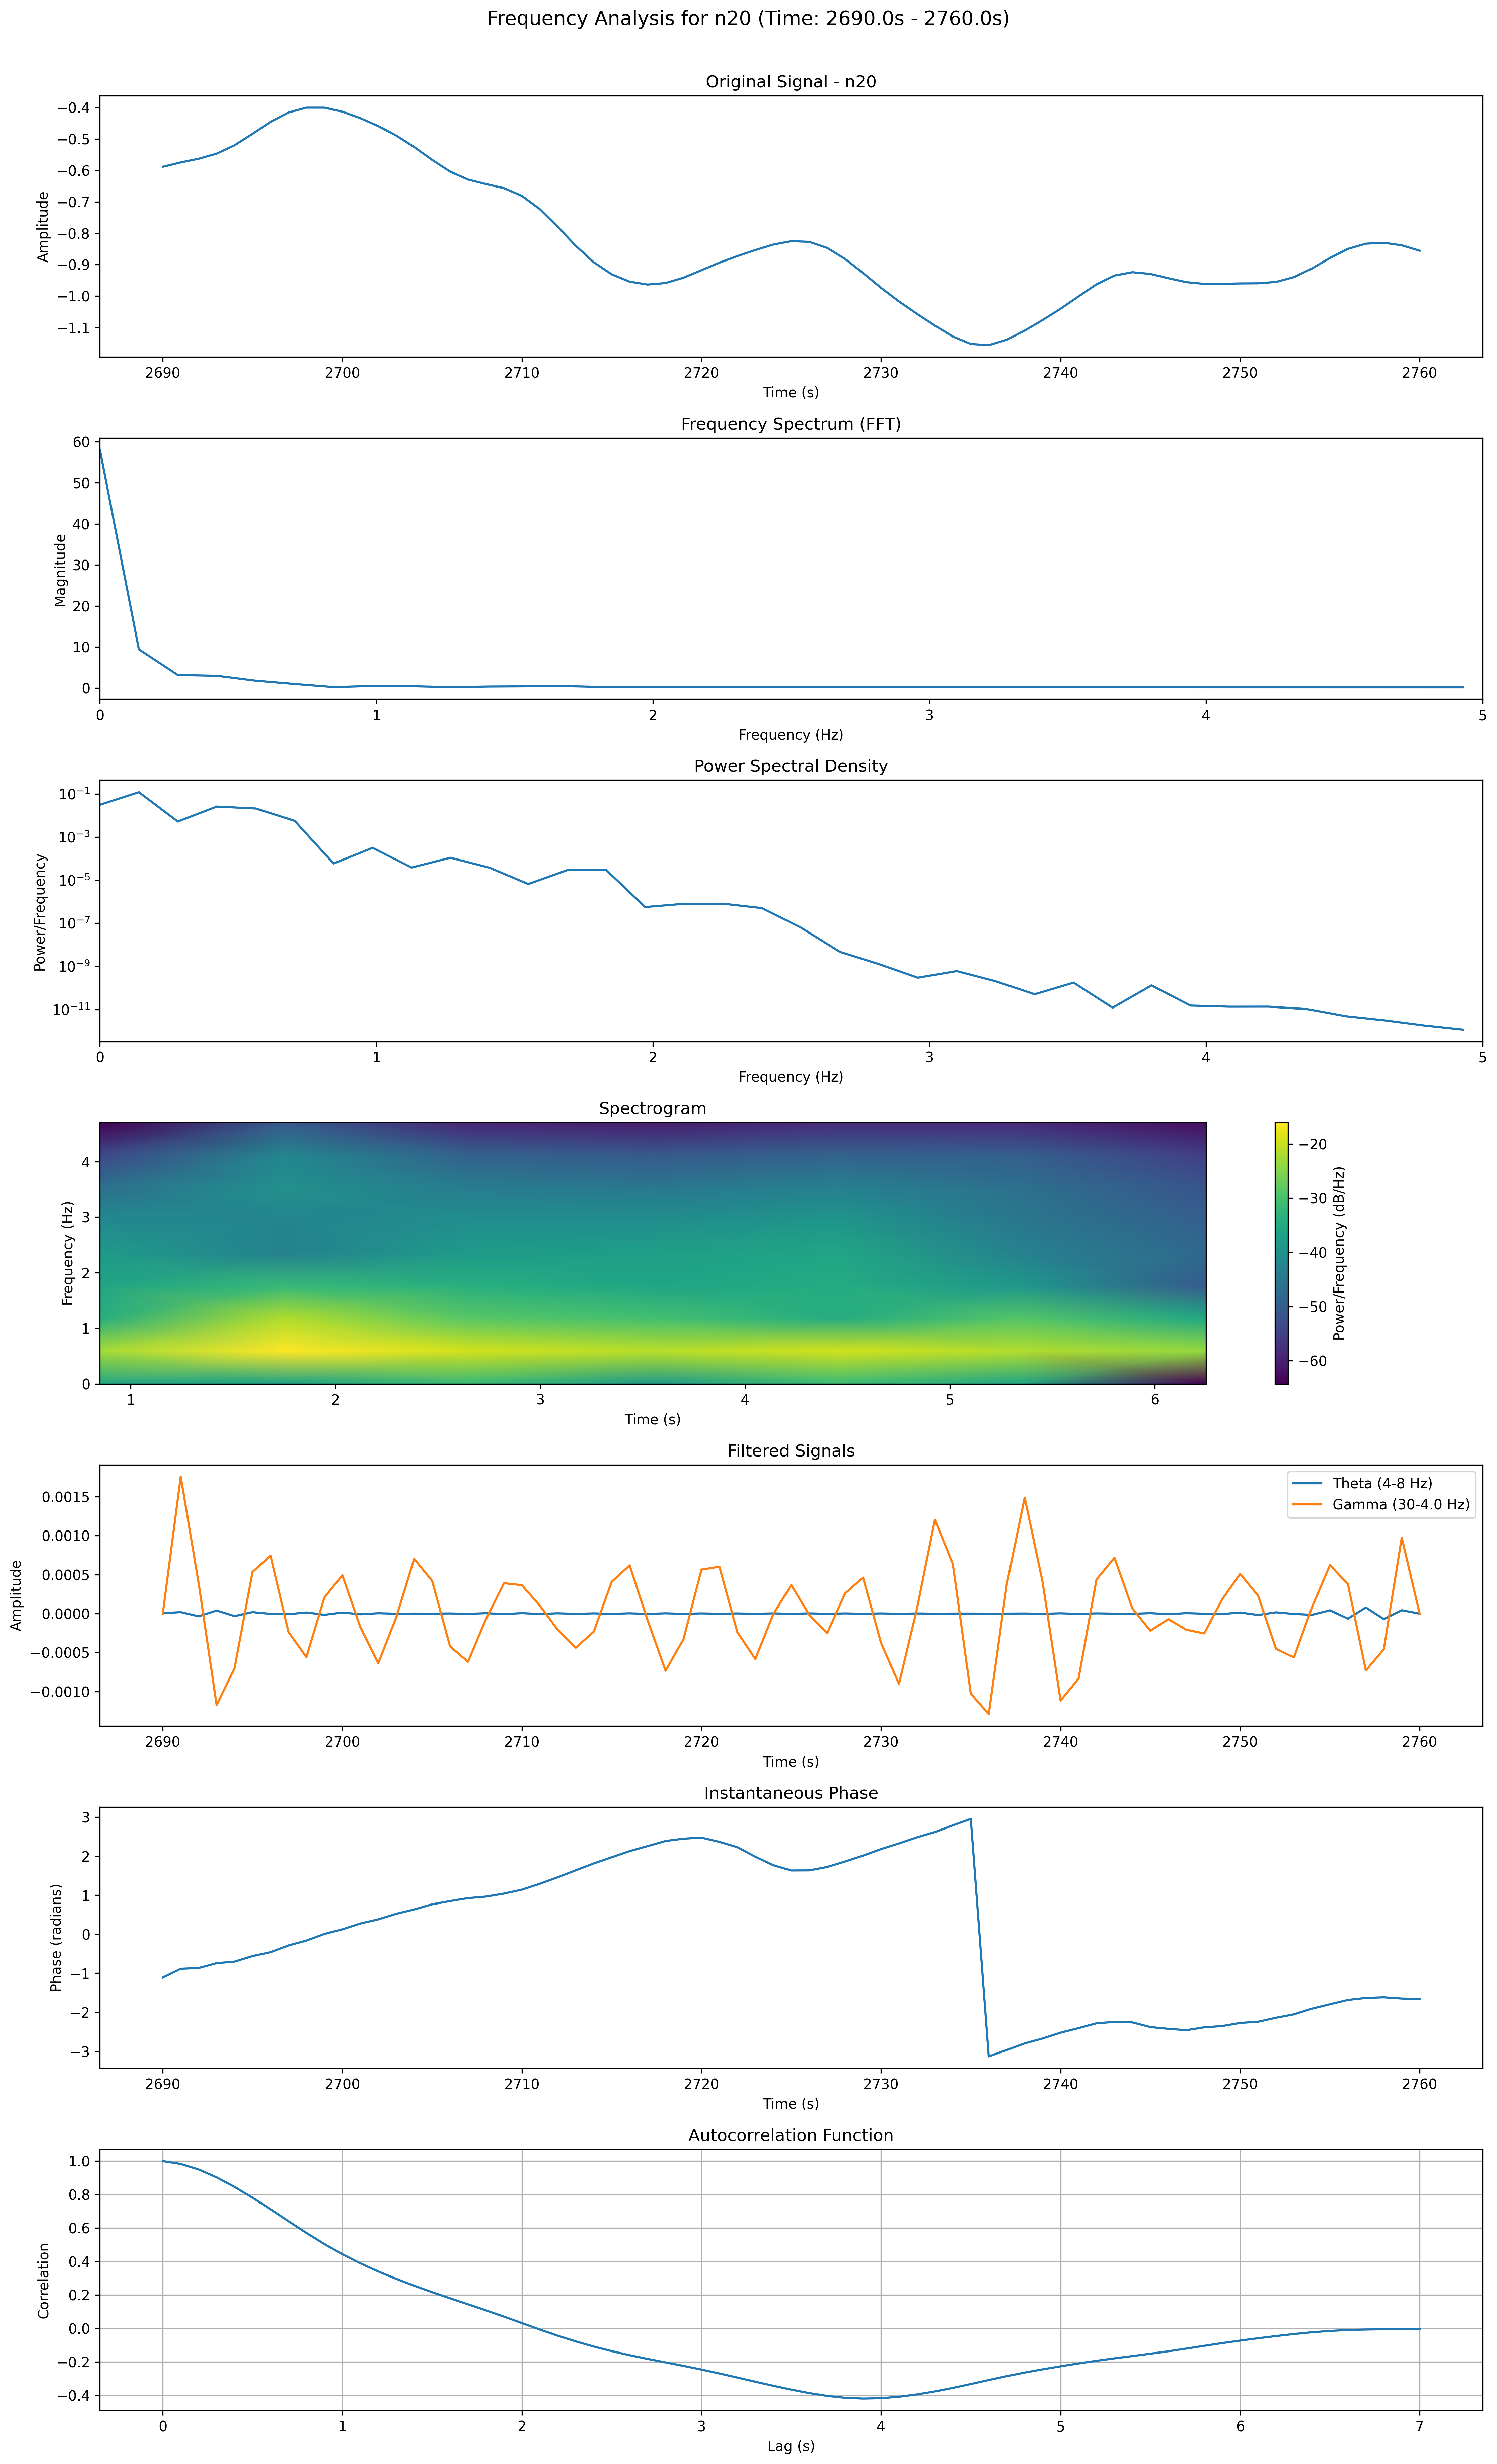 Frequency Analysis for n20 (Time: 2690.0s - 2760.0s)
Original Signal - n20
Amplitude
−0.4
−0.5
−0.6
−0.7
−0.8
−0.9
−1.0
−1.1
2690 2700 2710 2720 2730 2740 2750 2760
Time (s)
Frequency Spectrum (FFT)
Magnitude
60
50
40
30
20
10
0
0 1 2 3 4 5
Frequency (Hz)
Power Spectral Density
Power/Frequency
10⁻¹
10⁻³
10⁻⁵
10⁻⁷
10⁻⁹
10⁻¹¹
0 1 2 3 4 5
Frequency (Hz)
Spectrogram
Frequency (Hz)
4
3
2
1
0
1 2 3 4 5 6
Time (s)
−20
−30
−40
−50
−60
Power/Frequency (dB/Hz)
Filtered Signals
Amplitude
0.0015
0.0010
0.0005
0.0000
−0.0005
−0.0010
Theta (4-8 Hz)
Gamma (30-4.0 Hz)
2690 2700 2710 2720 2730 2740 2750 2760
Time (s)
Instantaneous Phase
Phase (radians)
3
2
1
0
−1
−2
−3
2690 2700 2710 2720 2730 2740 2750 2760
Time (s)
Autocorrelation Function
Correlation
1.0
0.8
0.6
0.4
0.2
0.0
−0.2
−0.4
0 1 2 3 4 5 6 7
Lag (s)